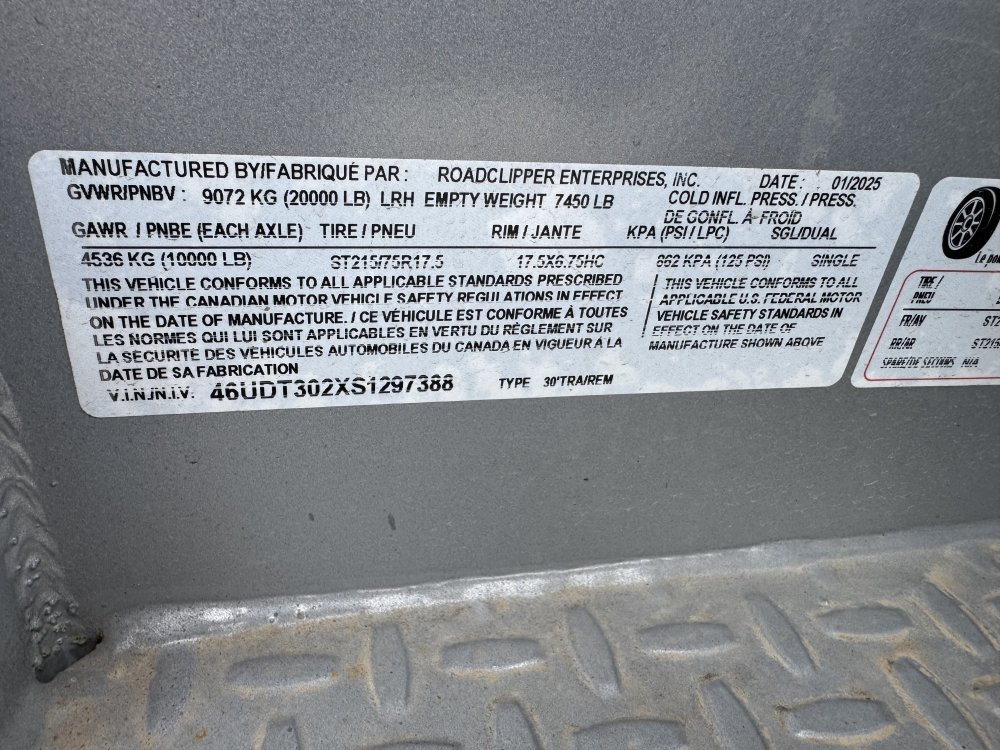 MANUFACTURED BY/FABRIQUÉ PAR : ROADCLIPPER ENTERPRISES, INC. DATE : 01/2025
GVWR/PNBV : 9072 KG (20000 LB) LRH EMPTY WEIGHT 7450 LB COLD INFL. PRESS. / PRESS.
DE GONFL. À FROID
GAWR / PNBE (EACH AXLE) TIRE / PNEU RIM / JANTE KPA (PSI / LPC) SGL/DUAL
4536 KG (10000 LB) ST215/75R17.5 17.5X6.75HC 862 KPA (125 PSI) SINGLE
THIS VEHICLE CONFORMS TO ALL APPLICABLE STANDARDS PRESCRIBED
UNDER THE CANADIAN MOTOR VEHICLE SAFETY REGULATIONS IN EFFECT
ON THE DATE OF MANUFACTURE. / CE VÉHICULE EST CONFORME À TOUTES
LES NORMES QUI LUI SONT APPLICABLES EN VERTU DU RÈGLEMENT SUR
LA SÉCURITÉ DES VÉHICULES AUTOMOBILES DU CANADA EN VIGUEUR À LA
DATE DE SA FABRICATION
/ THIS VEHICLE CONFORMS TO ALL
APPLICABLE U.S. FEDERAL MOTOR
VEHICLE SAFETY STANDARDS IN
EFFECT ON THE DATE OF
MANUFACTURE SHOWN ABOVE
V.I.N./N.I.V. 46UDT302XS1297388 TYPE 30'TRA/REM
Le
TIRE /
PNEU
FR/AV
RR/AR ST215
SPARE/DE SECOURS N/A